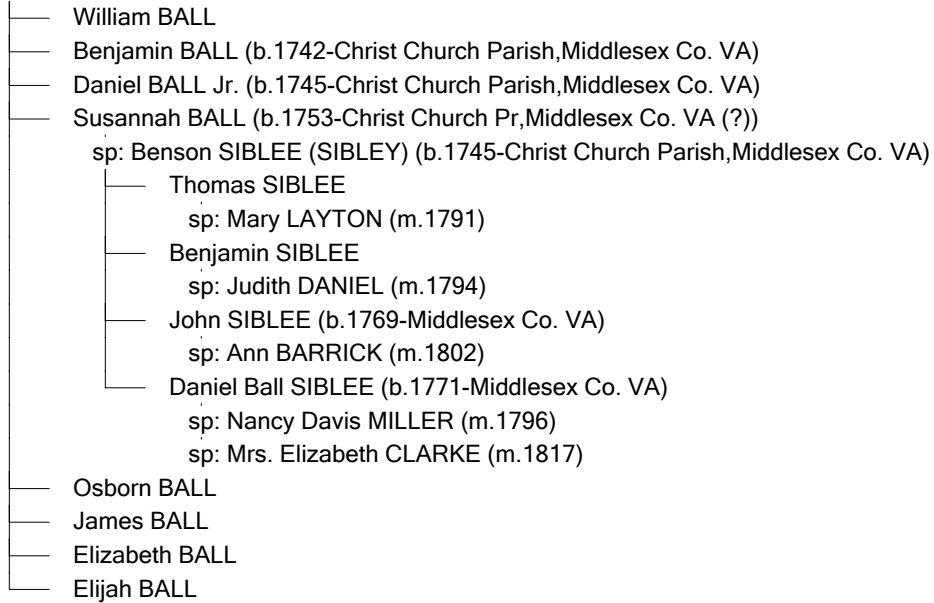 William BALL
Benjamin BALL (b.1742-Christ Church Parish,Middlesex Co. VA)
Daniel BALL Jr. (b.1745-Christ Church Parish,Middlesex Co. VA)
Susannah BALL (b.1753-Christ Church Pr,Middlesex Co. VA (?))
sp: Benson SIBLEE (SIBLEY) (b.1745-Christ Church Parish,Middlesex Co. VA)
Thomas SIBLEE
sp: Mary LAYTON (m.1791)
Benjamin SIBLEE
sp: Judith DANIEL (m.1794)
John SIBLEE (b.1769-Middlesex Co. VA)
sp: Ann BARRICK (m.1802)
Daniel Ball SIBLEE (b.1771-Middlesex Co. VA)
sp: Nancy Davis MILLER (m.1796)
sp: Mrs. Elizabeth CLARKE (m.1817)
Osborn BALL
James BALL
Elizabeth BALL
Elijah BALL